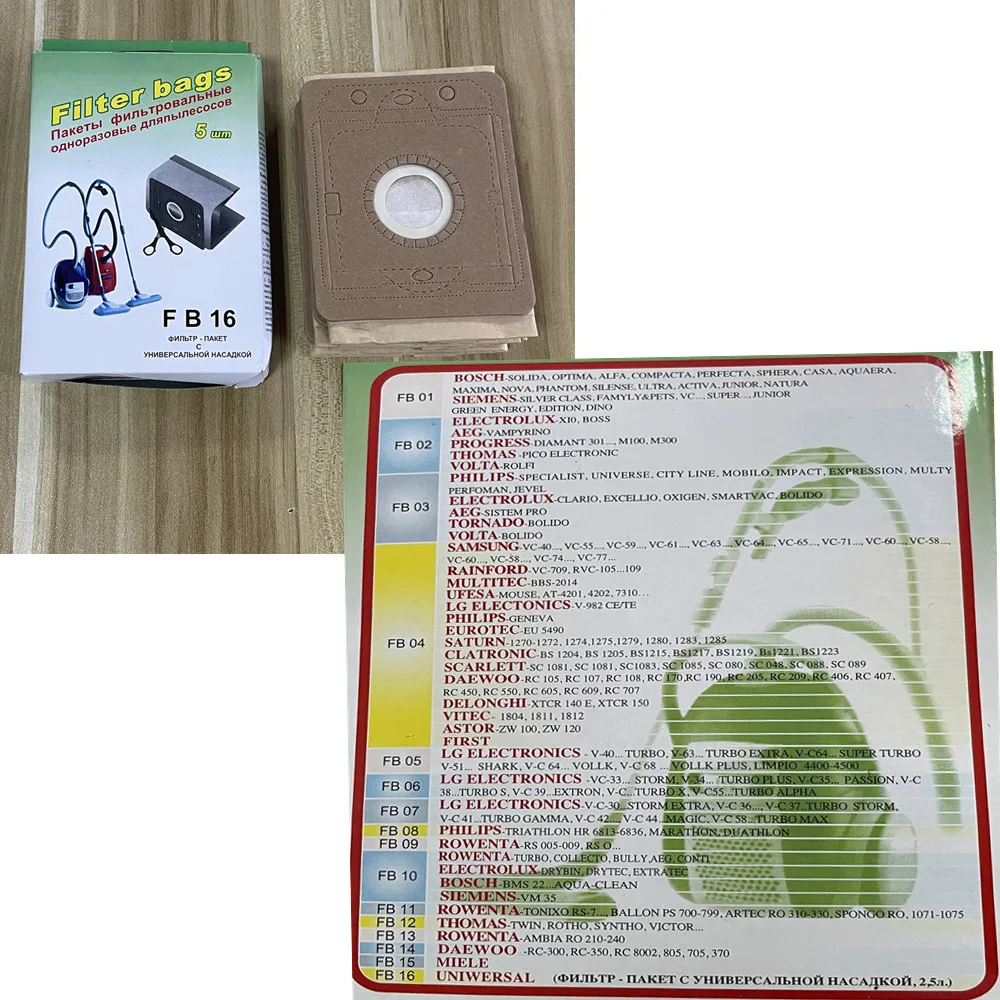 Filter bags
Пакеты фильтровальные
одноразовые дляпылесосов
5 шт
F B 16
ФИЛЬТР - ПАКЕТ
С
УНИВЕРСАЛЬНОЙ НАСАДКОЙ
FB 01
BOSCH-SOLIDA, OPTIMA, ALFA, COMPACTA, PERFECTA, SPHERA, CASA, AQUAERA,
MAXIMA, NOVA, PHANTOM, SILENSE, ULTRA, ACTIVA, JUNIOR, NATURA
SIEMENS-SILVER CLASS, FAMYLY&PETS, VC..., SUPER..., JUNIOR
GREEN ENERGY, EDITION, DINO
FB 02
ELECTROLUX-XI0, BOSS
AEG-VAMPYRINO
PROGRESS-DIAMANT 301..., M100, M300
THOMAS-PICO ELECTRONIC
VOLTA-ROLFI
FB 03
PHILIPS-SPECIALIST, UNIVERSE, CITY LINE, MOBILO, IMPACT, EXPRESSION, MULTY
PERFOMAN, JEVEL
ELECTROLUX-CLARIO, EXCELLIO, OXIGEN, SMARTVAC, BOLIDO
AEG-SISTEM PRO
TORNADO-BOLIDO
VOLTA-BOLIDO
FB 04
SAMSUNG-VC-40..., VC-55..., VC-59..., VC-61..., VC-63..., VC-64..., VC-65..., VC-71..., VC-60..., VC-58...,
VC-60..., VC-58..., VC-74..., VC-77...
RAINFORD-VC-709, RVC-105...109
MULTITEC-BBS-2014
UFESA-MOUSE, AT-4201, 4202, 7310...
LG ELECTONICS-V-982 CE/TE
PHILIPS-GENEVA
EUROTEC-EU 5490
SATURN-1270-1272, 1274,1275,1279, 1280, 1283, 1285
CLATRONIC-BS 1204, BS 1205, BS1215, BS1217, BS1219, Bs1221, BS1223
SCARLETT-SC 1081, SC 1081, SC1083, SC 1085, SC 080, SC 048, SC 088, SC 089
DAEWOO-RC 105, RC 107, RC 108, RC 170,RC 190, RC 205, RC 209, RC 406, RC 407,
RC 450, RC 550, RC 605, RC 609, RC 707
DELONGHI-XTCR 140 E, XTCR 150
VITEC- 1804, 1811, 1812
ASTOR-ZW 100, ZW 120
FIRST
FB 05
LG ELECTRONICS - V-40... TURBO, V-63... TURBO EXTRA, V-C64... SUPER TURBO
V-51... SHARK, V-C 64... VOLLK, V-C 68 ... VOLLK PLUS, LIMPIO 4400-4500
FB 06
LG ELECTRONICS -VC-33... STORM, V-34... TURBO PLUS, V-C35... PASSION, V-C
38...TURBO S, V-C 39...EXTRON, V-C...TURBO X, V-C55...TURBO ALPHA
FB 07
LG ELECTRONICS-V-C-30...STORM EXTRA, V-C 36..., V-C 37..TURBO STORM,
V-C 41...TURBO GAMMA, V-C 42..., V-C 44...MAGIC, V-C 58...TURBO MAX
FB 08
PHILIPS-TRIATHLON HR 6813-6836, MARATHON, DUATHLON
FB 09
ROWENTA-RS 005-009, RS O...
FB 10
ROWENTA-TURBO, COLLECTO, BULLY,AEG, CONTI
ELECTROLUX-DRYBIN, DRYTEC, EXTRATEC
BOSCH-BMS 22...AQUA-CLEAN
SIEMENS-VM 35
FB 11
ROWENTA-TONIXO RS-7..., BALLON PS 700-799, ARTEC RO 310-330, SPONGO RO, 1071-1075
FB 12
THOMAS-TWIN, ROTHO, SYNTHO, VICTOR...
FB 13
ROWENTA-AMBIA RO 210-240
FB 14
DAEWOO -RC-300, RC-350, RC 8002, 805, 705, 370
FB 15
MIELE
FB 16
UNIWERSAL (ФИЛЬТР - ПАКЕТ С УНИВЕРСАЛЬНОЙ НАСАДКОЙ, 2,5л.)